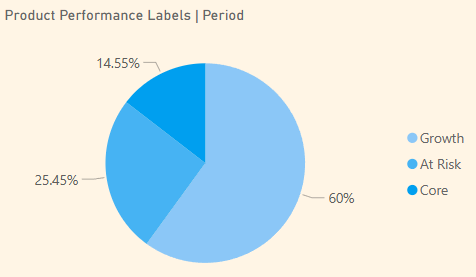 Product Performance Labels | Period
14.55%
Growth
At Risk
25.45%
Core
60%